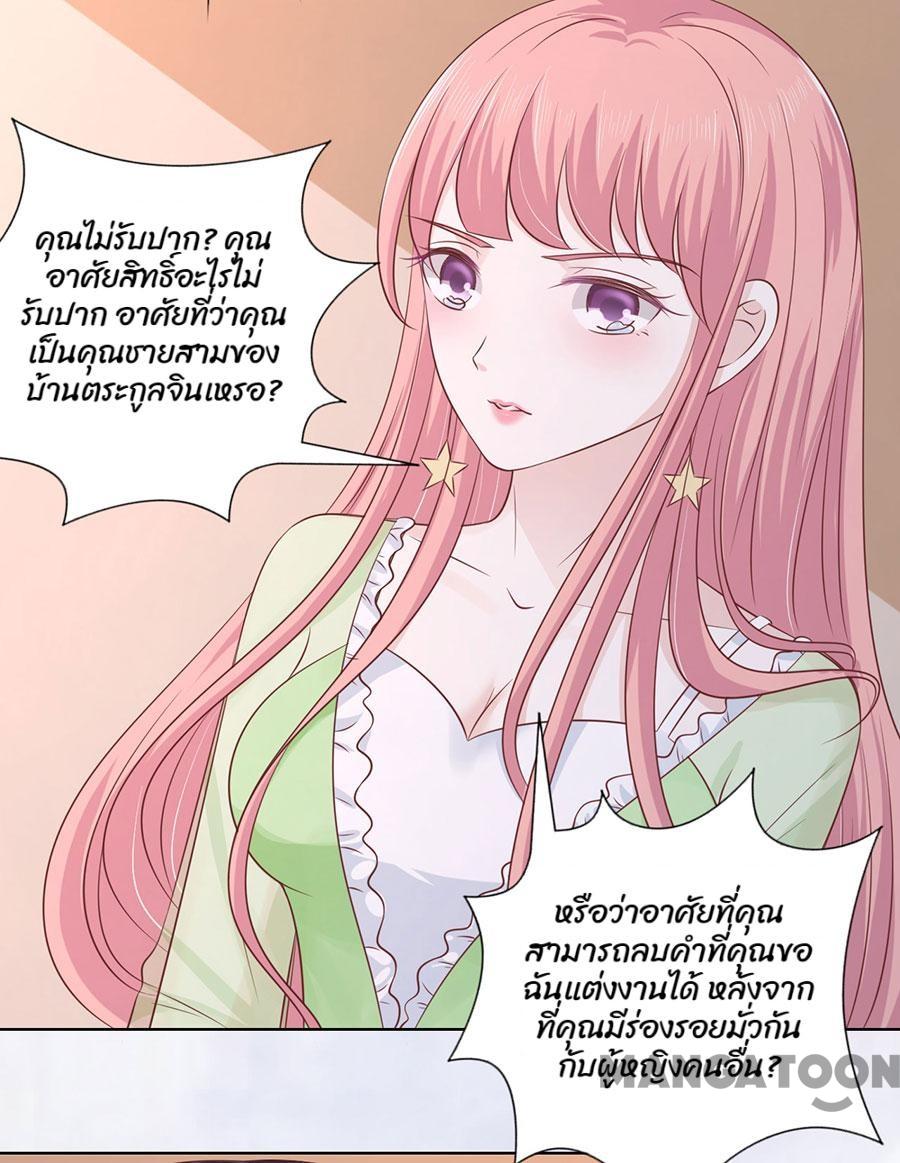 คุณไม่รับปาก? คุณ
อาศัยสิทธิ์อะไรไม่
รับปาก อาศัยที่ว่าคุณ
เป็นคุณชายสามของ
บ้านตระกูลจินเหรอ?
หรือว่าอาศัยที่คุณ
สามารถลบคำที่คุณขอ
ฉันแต่งงานได้ หลังจาก
ที่คุณมีร่องรอยมั่วกัน
กับผู้หญิงคนอื่น?
MANGATOON